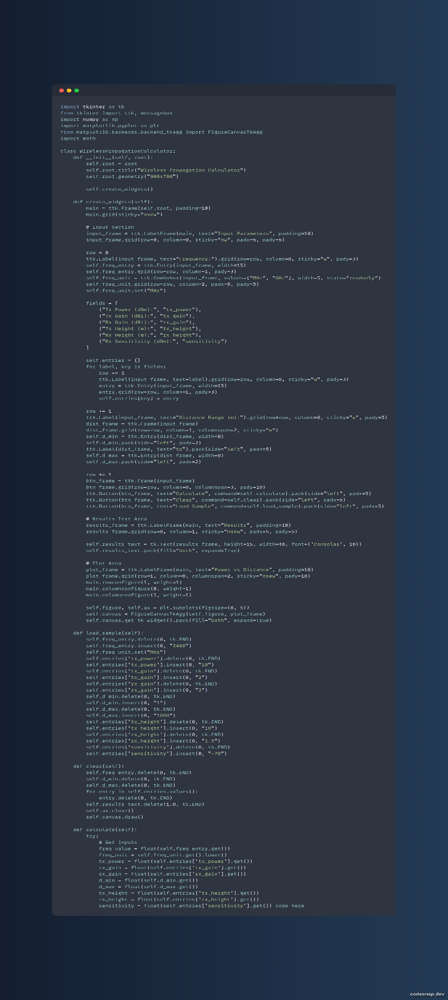 import tkinter as tk
from tkinter import ttk, messagebox
import numpy as np
import matplotlib.pyplot as plt
from matplotlib.backends.backend_tkagg import FigureCanvasTkAgg
import math

class WirelessPropagationCalculator:
    def __init__(self, root):
        self.root = root
        self.root.title("Wireless Propagation Calculator")
        self.root.geometry("900x700")

        self.create_widgets()

    def create_widgets(self):
        main = ttk.Frame(self.root, padding=10)
        main.grid(sticky="nsew")

        # Input Section
        input_frame = ttk.LabelFrame(main, text="Input Parameters", padding=10)
        input_frame.grid(row=0, column=0, sticky="nw", padx=5, pady=5)

        row = 0
        ttk.Label(input_frame, text="Frequency:").grid(row=row, column=0, sticky="w", pady=3)
        self.freq_entry = ttk.Entry(input_frame, width=15)
        self.freq_entry.grid(row=row, column=1, pady=3)
        self.freq_unit = ttk.Combobox(input_frame, values=["MHz", "GHz"], width=5, state="readonly")
        self.freq_unit.grid(row=row, column=2, padx=5, pady=3)
        self.freq_unit.set("MHz")

        fields = [
            ("Tx Power (dBm):", "tx_power"),
            ("Tx Gain (dBi):", "tx_gain"),
            ("Rx Gain (dBi):", "rx_gain"),
            ("Tx Height (m):", "tx_height"),
            ("Rx Height (m):", "rx_height"),
            ("Rx Sensitivity (dBm):", "sensitivity")
        ]

        self.entries = {}
        for label, key in fields:
            row += 1
            ttk.Label(input_frame, text=label).grid(row=row, column=0, sticky="w", pady=3)
            entry = ttk.Entry(input_frame, width=15)
            entry.grid(row=row, column=1, pady=3)
            self.entries[key] = entry

        row += 1
        ttk.Label(input_frame, text="Distance Range (m):").grid(row=row, column=0, sticky="w", pady=3)
        dist_frame = ttk.Frame(input_frame)
        dist_frame.grid(row=row, column=1, columnspan=2, sticky="w")
        self.d_min = ttk.Entry(dist_frame, width=8)
        self.d_min.pack(side="left", padx=2)
        ttk.Label(dist_frame, text="to").pack(side="left", padx=5)
        self.d_max = ttk.Entry(dist_frame, width=8)
        self.d_max.pack(side="left", padx=2)

        row += 1
        btn_frame = ttk.Frame(input_frame)
        btn_frame.grid(row=row, column=0, columnspan=3, pady=10)
        ttk.Button(btn_frame, text="Calculate", command=self.calculate).pack(side="left", padx=5)
        ttk.Button(btn_frame, text="Clear", command=self.clear).pack(side="left", padx=5)
        ttk.Button(btn_frame, text="Load Sample", command=self.load_sample).pack(side="left", padx=5)

        # Results Text Area
        results_frame = ttk.LabelFrame(main, text="Results", padding=10)
        results_frame.grid(row=0, column=1, sticky="nsew", padx=5, pady=5)

        self.results_text = tk.Text(results_frame, height=15, width=40, font=('Consolas', 10))
        self.results_text.pack(fill="both", expand=True)

        # Plot Area
        plot_frame = ttk.LabelFrame(main, text="Power vs Distance", padding=10)
        plot_frame.grid(row=1, column=0, columnspan=2, sticky="nsew", pady=10)
        main.rowconfigure(1, weight=1)
        main.columnconfigure(0, weight=1)
        main.columnconfigure(1, weight=1)

        self.figure, self.ax = plt.subplots(figsize=(8, 5))
        self.canvas = FigureCanvasTkAgg(self.figure, plot_frame)
        self.canvas.get_tk_widget().pack(fill="both", expand=True)

    def load_sample(self):
        self.freq_entry.delete(0, tk.END)
        self.freq_entry.insert(0, "2400")
        self.freq_unit.set("MHz")
        self.entries['tx_power'].delete(0, tk.END)
        self.entries['tx_power'].insert(0, "10")
        self.entries['tx_gain'].delete(0, tk.END)
        self.entries['tx_gain'].insert(0, "2")
        self.entries['rx_gain'].delete(0, tk.END)
        self.entries['rx_gain'].insert(0, "2")
        self.d_min.delete(0, tk.END)
        self.d_min.insert(0, "1")
        self.d_max.delete(0, tk.END)
        self.d_max.insert(0, "1000")
        self.entries['tx_height'].delete(0, tk.END)
        self.entries['tx_height'].insert(0, "10")
        self.entries['rx_height'].delete(0, tk.END)
        self.entries['rx_height'].insert(0, "1.5")
        self.entries['sensitivity'].delete(0, tk.END)
        self.entries['sensitivity'].insert(0, "-70")

    def clear(self):
        self.freq_entry.delete(0, tk.END)
        self.d_min.delete(0, tk.END)
        self.d_max.delete(0, tk.END)
        for entry in self.entries.values():
            entry.delete(0, tk.END)
        self.results_text.delete(1.0, tk.END)
        self.ax.clear()
        self.canvas.draw()

    def calculate(self):
        try:
            # Get inputs
            freq_value = float(self.freq_entry.get())
            freq_unit = self.freq_unit.get().lower()
            tx_power = float(self.entries['tx_power'].get())
            tx_gain = float(self.entries['tx_gain'].get())
            rx_gain = float(self.entries['rx_gain'].get())
            d_min = float(self.d_min.get())
            d_max = float(self.d_max.get())
            tx_height = float(self.entries['tx_height'].get())
            rx_height = float(self.entries['rx_height'].get())
            sensitivity = float(self.entries['sensitivity'].get()) code here
codesnap.dev